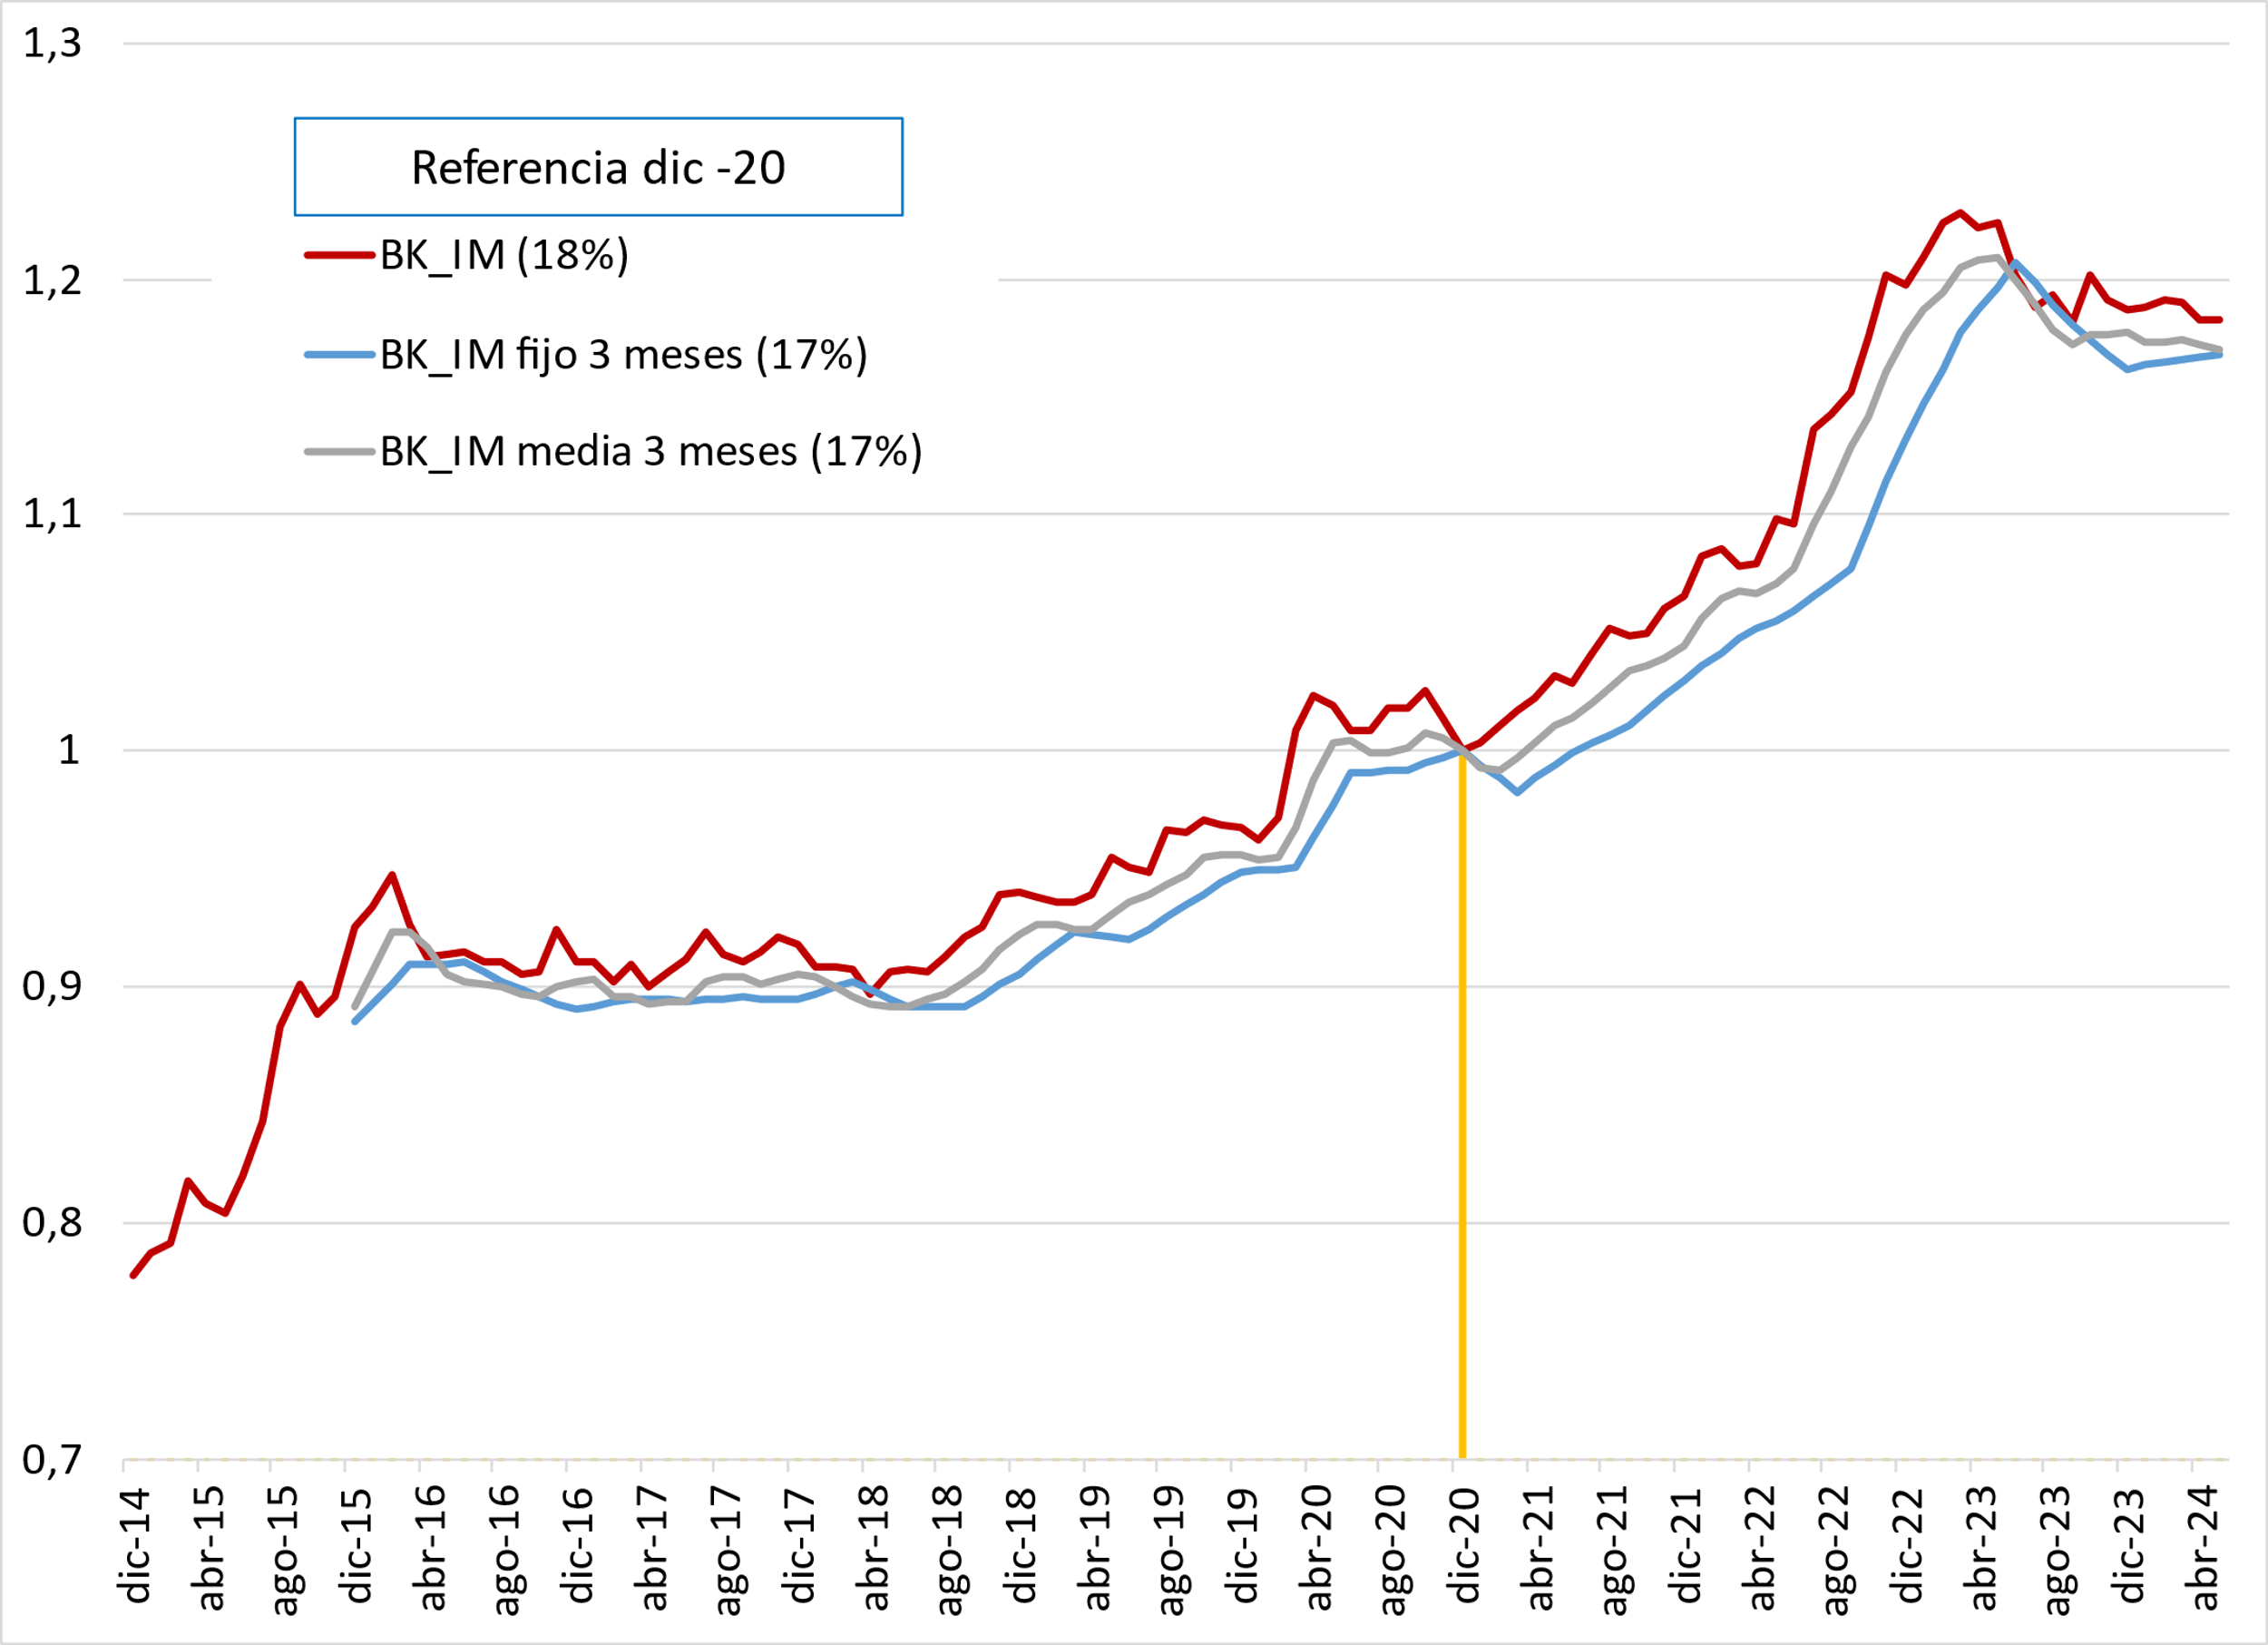 1,3
1,2
1,1
1
0,9
0,8
0,7
Referencia dic -20
BK_IM (18%)
BK_IM fijo 3 meses (17%)
BK_IM media 3 meses (17%)
dic-14
abr-15
ago-15
dic-15
abr-16
ago-16
dic-16
abr-17
ago-17
dic-17
abr-18
ago-18
dic-18
abr-19
ago-19
dic-19
abr-20
ago-20
dic-20
abr-21
ago-21
dic-21
abr-22
ago-22
dic-22
abr-23
ago-23
dic-23
abr-24